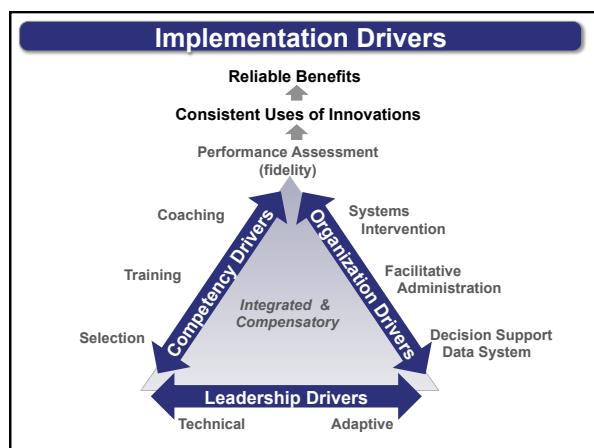 Implementation Drivers
Reliable Benefits
Consistent Uses of Innovations
Performance Assessment
(fidelity)
Coaching
Training
Selection
Competency Drivers
Organization Drivers
Systems
Intervention
Facilitative
Administration
Decision Support
Data System
Integrated &
Compensatory
Leadership Drivers
Technical
Adaptive